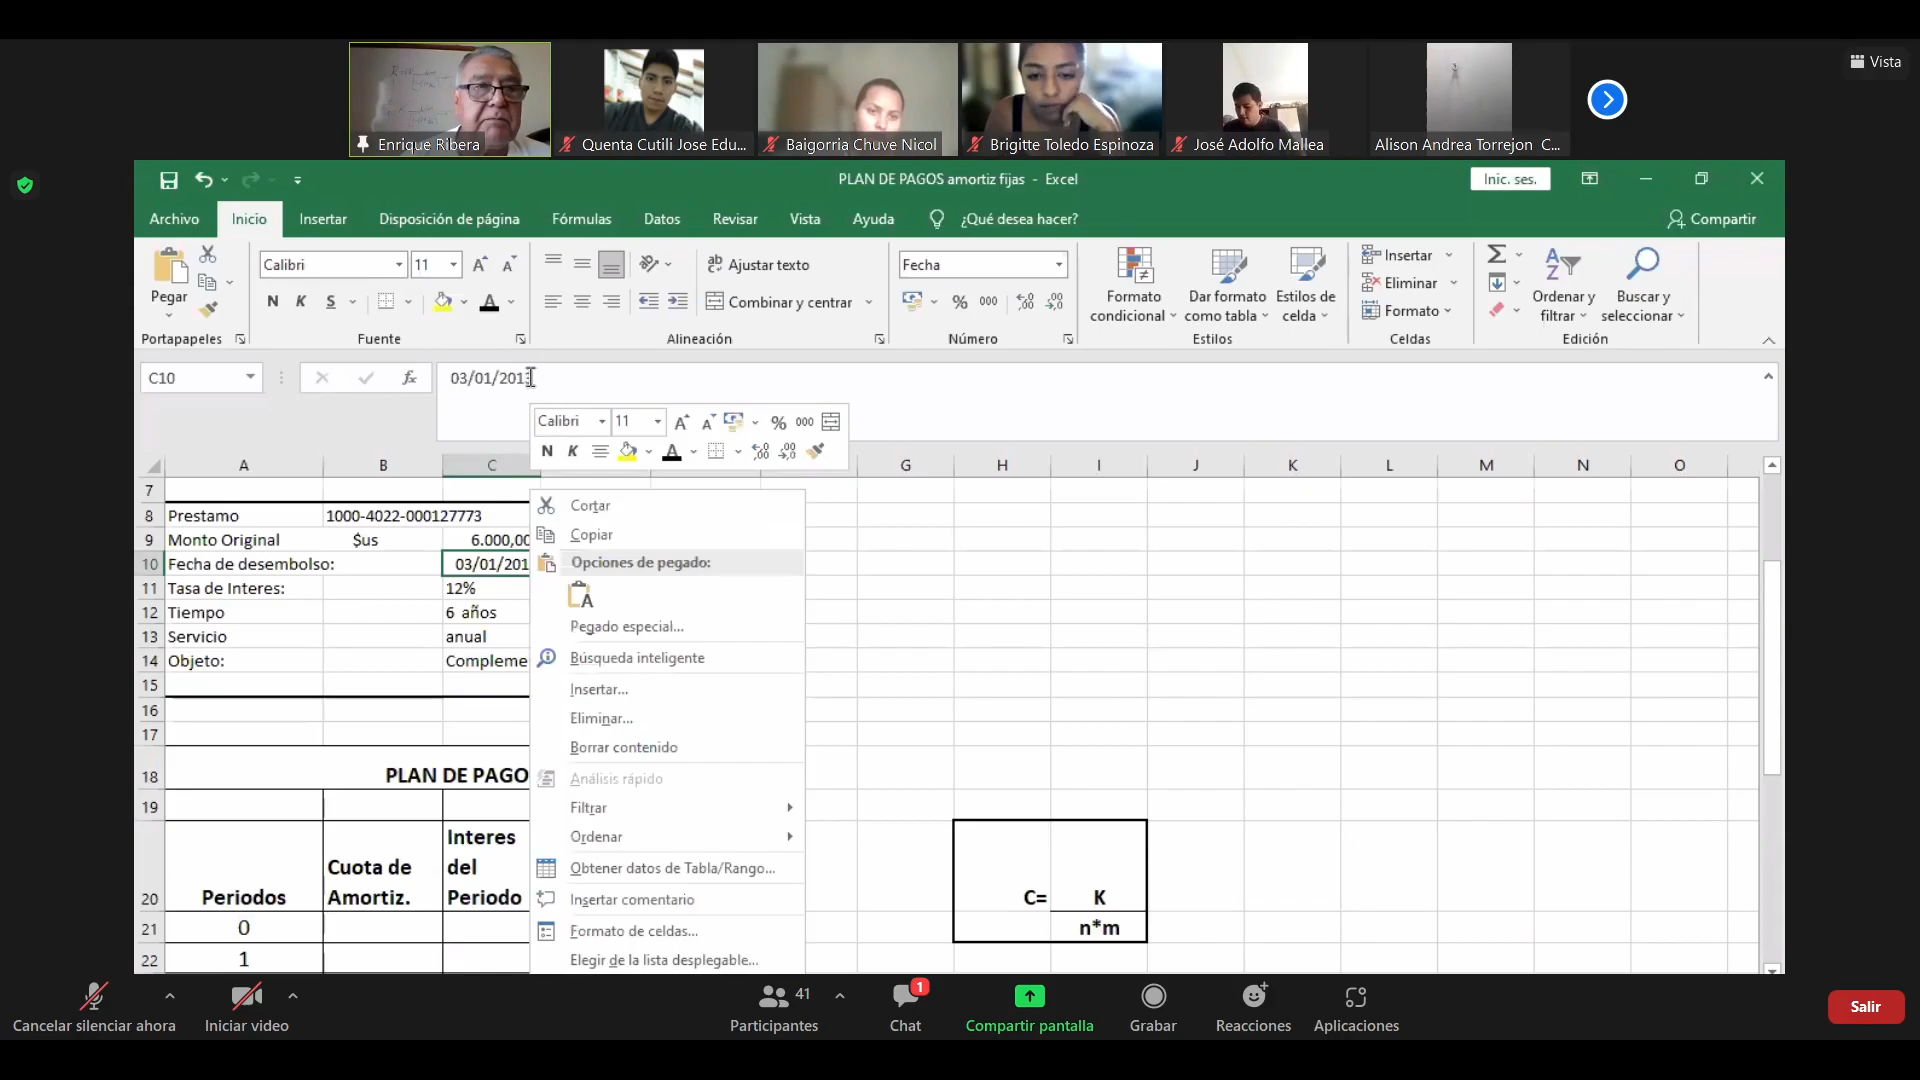 Vista
Enrique Ribera
Quenta Cutili Jose Edu...
Baigorria Chuve Nicol
Brigitte Toledo Espinoza
José Adolfo Mallea
Alison Andrea Torrejon C...
PLAN DE PAGOS amortiz fijas - Excel
Inic. ses.
Archivo Inicio Insertar Disposición de página Fórmulas Datos Revisar Vista Ayuda ¿Qué desea hacer? Compartir
Calibri 11 Ajustar texto Fecha Insertar
Pegar N K S A Combinar y centrar % 000 Formato condicional Dar formato como tabla Estilos de celda Eliminar Formato Ordenar y filtrar Buscar y seleccionar
Portapapeles Fuente Alineación Número Estilos Celdas Edición
C10 fx 03/01/2013
Calibri 11 A A % 000
N K A
A B C G H I J K L M N O
7
8 Prestamo 1000-4022-000127773
9 Monto Original $us 6.000,00
10 Fecha de desembolso: 03/01/201
11 Tasa de Interes: 12%
12 Tiempo 6 años
13 Servicio anual
14 Objeto: Compleme
15
16
17
18 PLAN DE PAGO
19
20 Periodos Cuota de Amortiz. Interes del Periodo C= K
21 0 n*m
22 1
Cortar
Copiar
Opciones de pegado:
Pegado especial...
Búsqueda inteligente
Insertar...
Eliminar...
Borrar contenido
Análisis rápido
Filtrar
Ordenar
Obtener datos de Tabla/Rango...
Insertar comentario
Formato de celdas...
Elegir de la lista desplegable...
Cancelar silenciar ahora
Iniciar video
41
Participantes
1
Chat
Compartir pantalla
Grabar
Reacciones
Aplicaciones
Salir